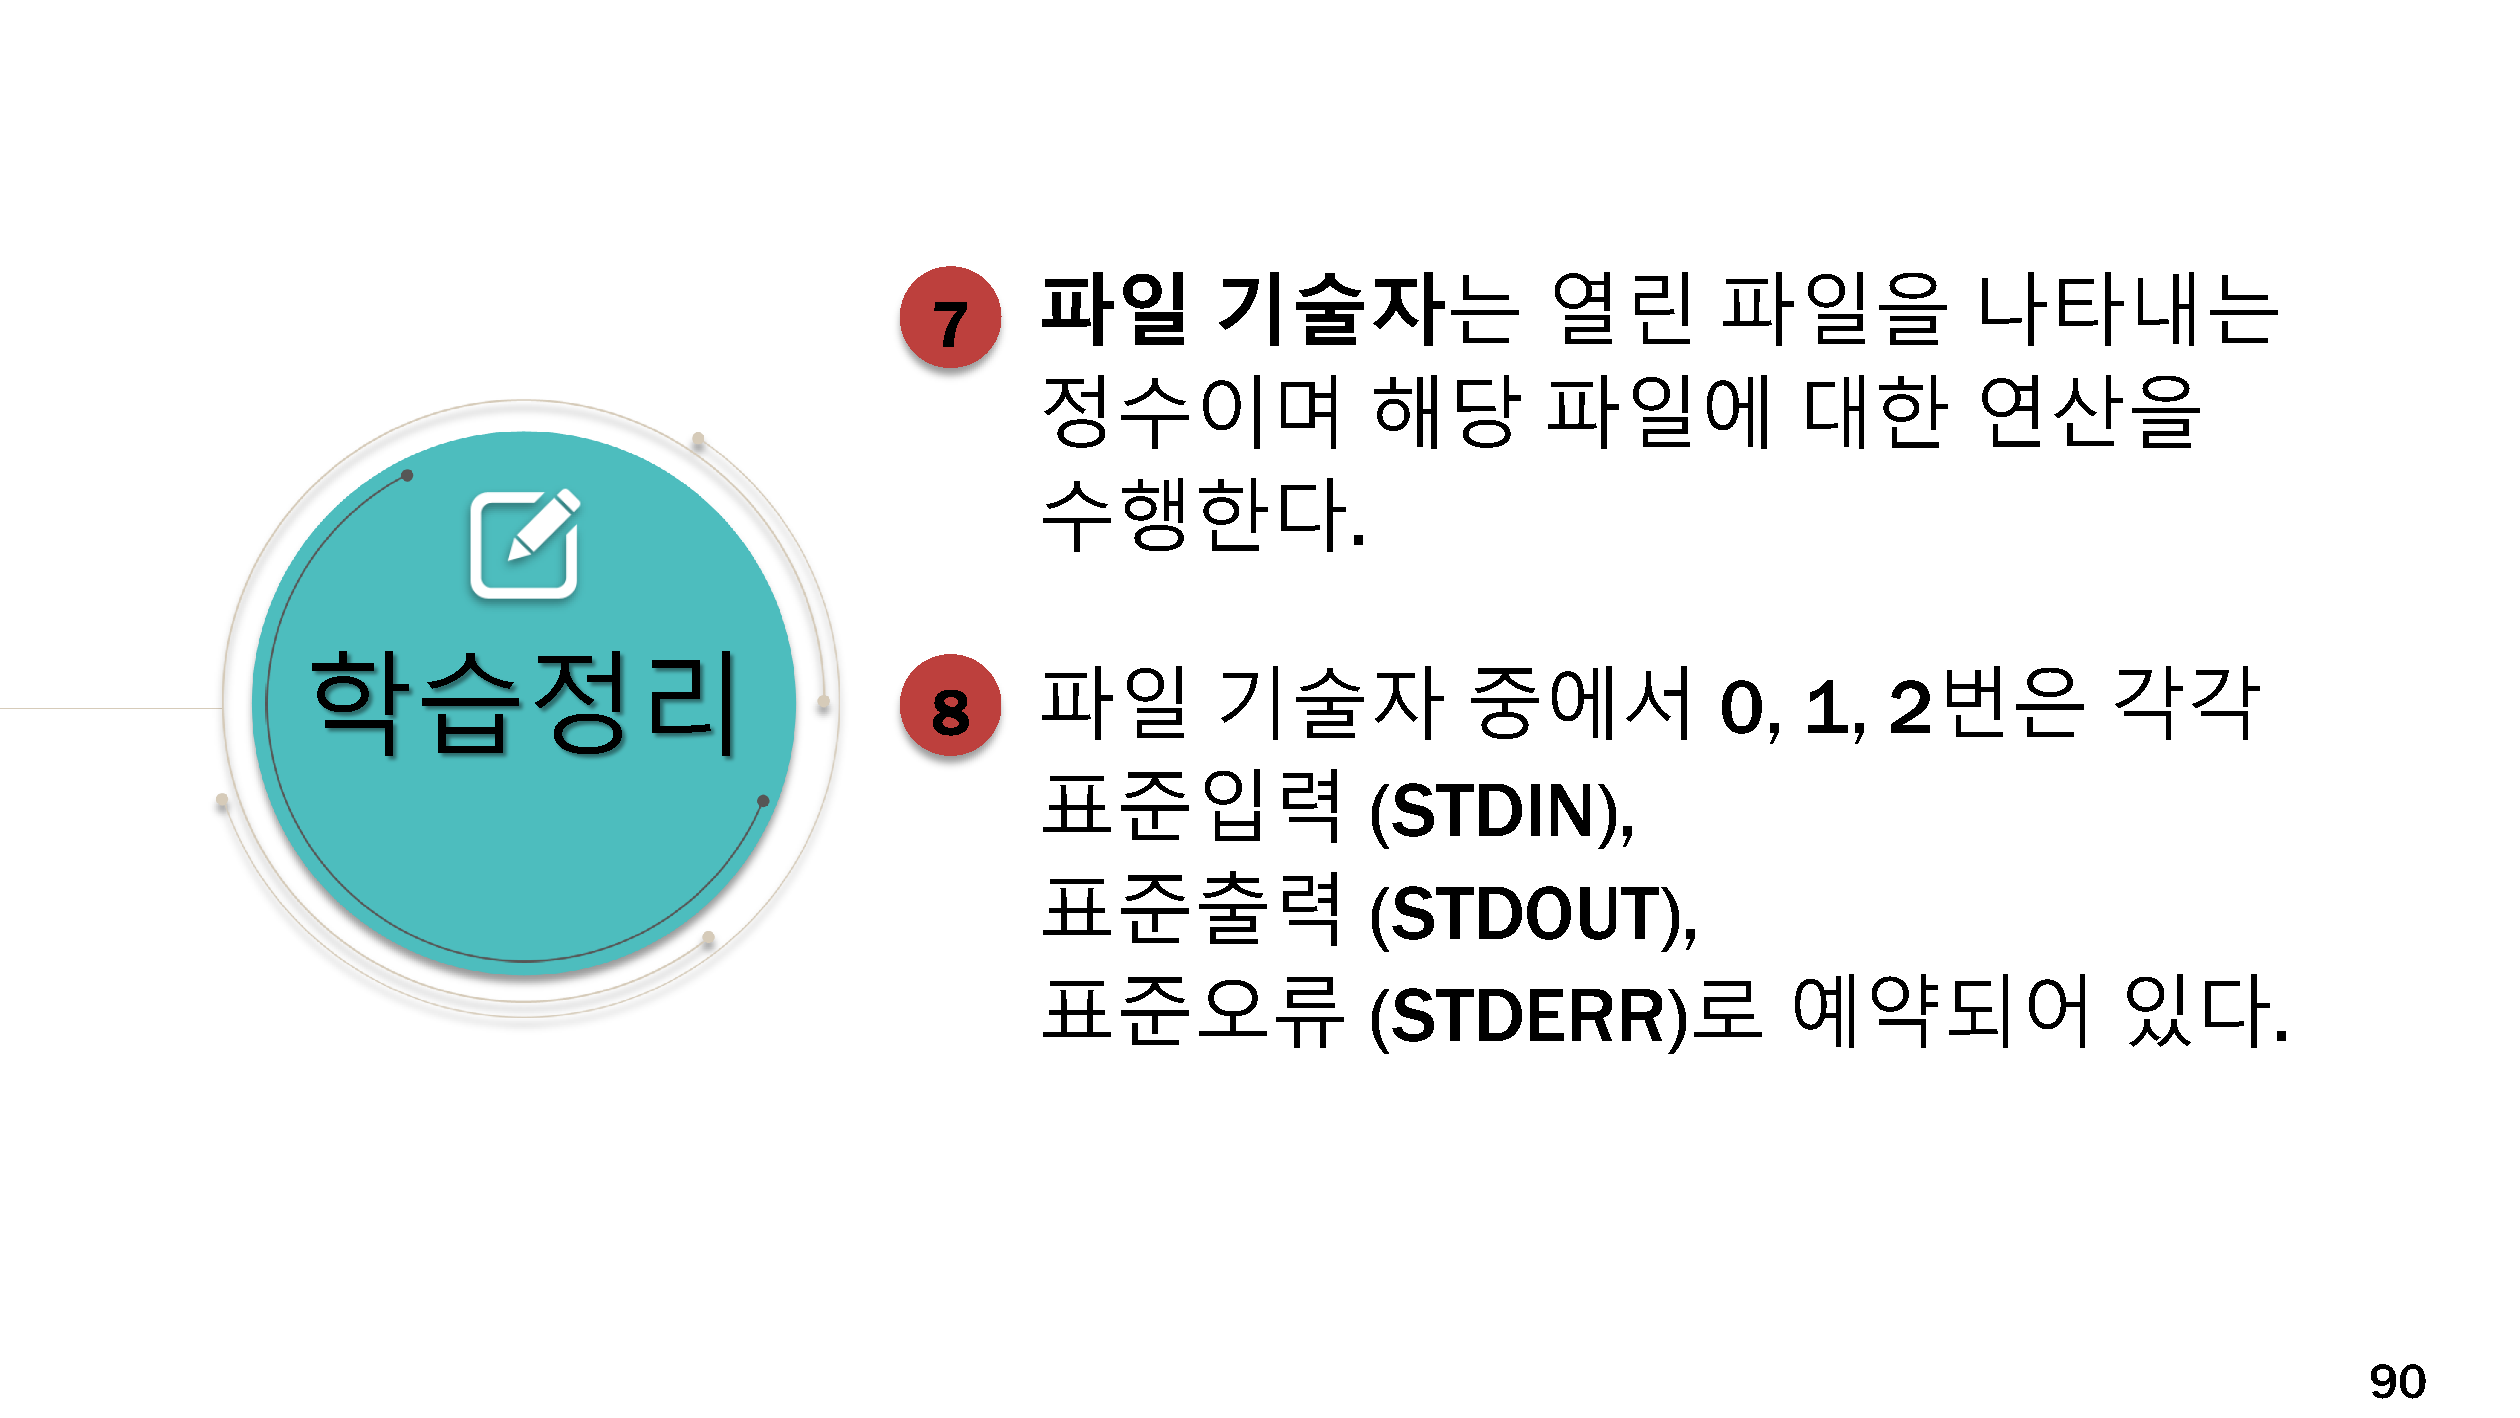 학습정리
7
파일 기술자는 열린 파일을 나타내는
정수이며 해당 파일에 대한 연산을
수행한다.
8
파일 기술자 중에서 0, 1, 2번은 각각
표준입력 (STDIN),
표준출력 (STDOUT),
표준오류 (STDERR)로 예약되어 있다.
90